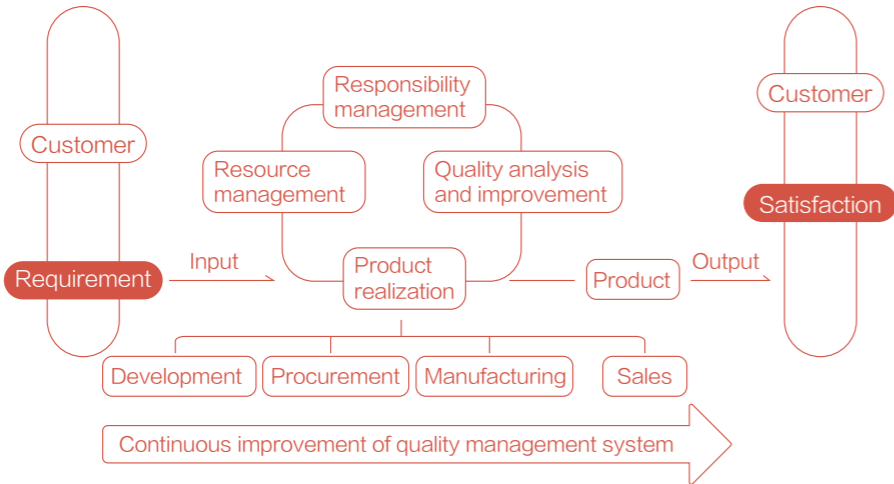 Responsibility
management
Customer
Customer
Resource
management
Quality analysis
and improvement
Satisfaction
Requirement
Input
Product
realization
Product
Output
Development
Procurement
Manufacturing
Sales
Continuous improvement of quality management system